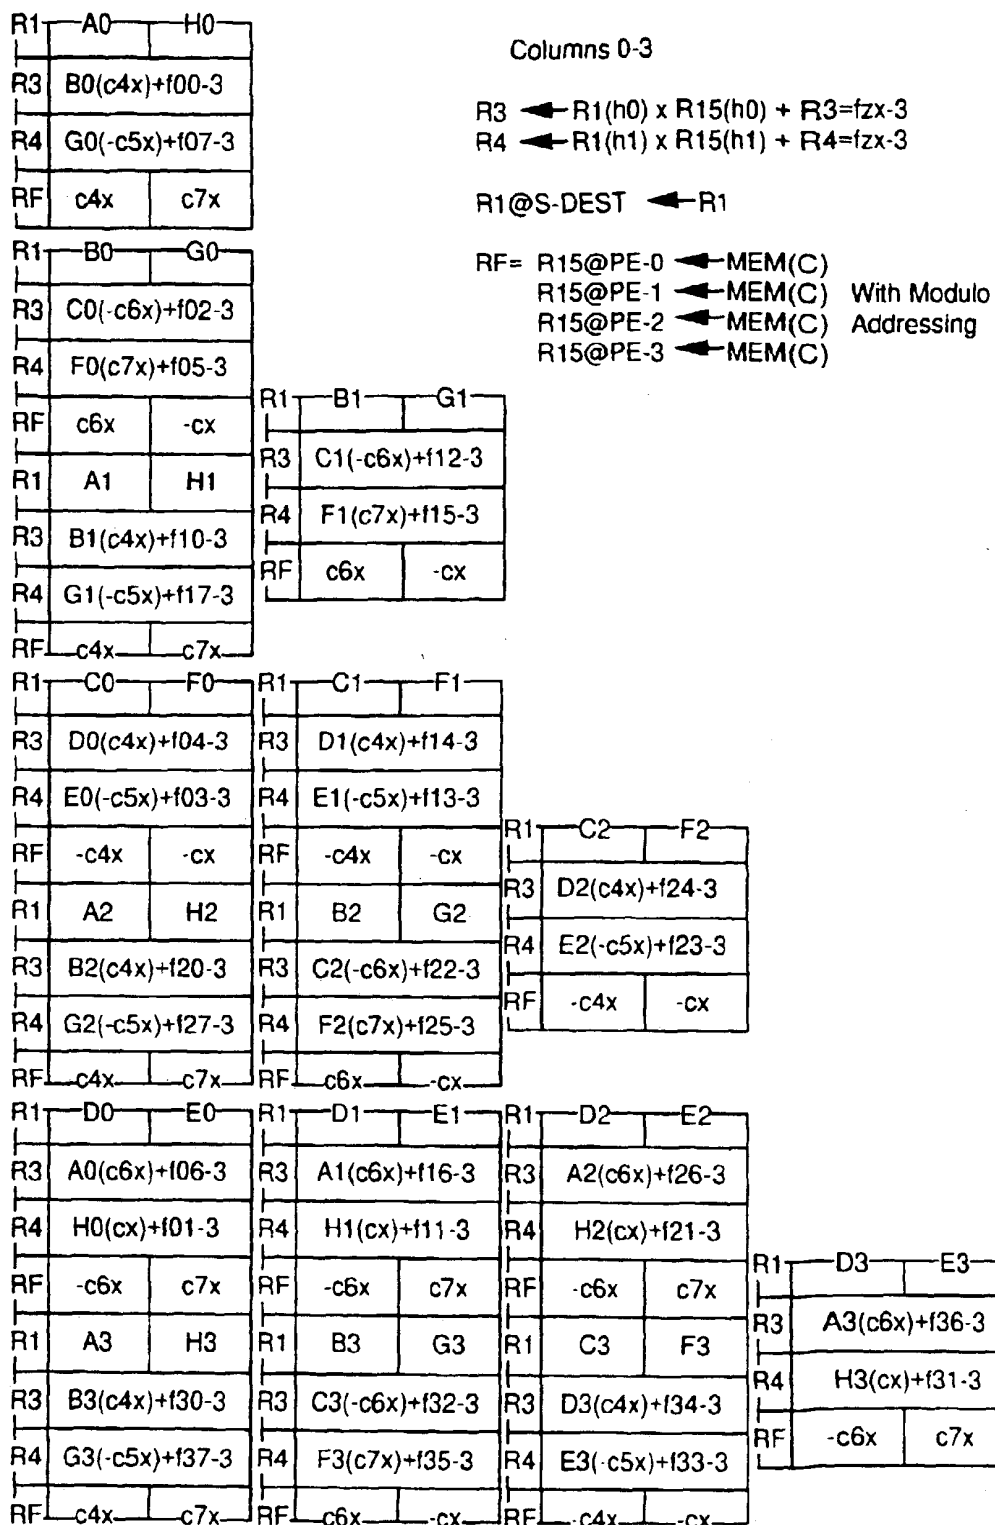 R1 A0 H0
R3 B0(c4x)+f00-3
R4 G0(-c5x)+f07-3
RF c4x c7x
Columns 0-3
R3 ◄— R1(h0) x R15(h0) + R3=fzx-3
R4 ◄— R1(h1) x R15(h1) + R4=fzx-3
R1@S-DEST ◄— R1
RF= R15@PE-0 ◄— MEM(C)
R15@PE-1 ◄— MEM(C) With Modulo
R15@PE-2 ◄— MEM(C) Addressing
R15@PE-3 ◄— MEM(C)
R1 B0 G0
R3 C0(-c6x)+f02-3
R4 F0(c7x)+f05-3
RF c6x -cx
R1 A1 H1
R3 B1(c4x)+f10-3
R4 G1(-c5x)+f17-3
RF c4x c7x
R1 B1 G1
R3 C1(-c6x)+f12-3
R4 F1(c7x)+f15-3
RF c6x -cx
R1 C0 F0
R3 D0(c4x)+f04-3
R4 E0(-c5x)+f03-3
RF -c4x -cx
R1 A2 H2
R3 B2(c4x)+f20-3
R4 G2(-c5x)+f27-3
RF c4x c7x
R1 C1 F1
R3 D1(c4x)+f14-3
R4 E1(-c5x)+f13-3
RF -c4x -cx
R1 B2 G2
R3 C2(-c6x)+f22-3
R4 F2(c7x)+f25-3
RF c6x -cx
R1 C2 F2
R3 D2(c4x)+f24-3
R4 E2(-c5x)+f23-3
RF -c4x -cx
R1 D0 E0
R3 A0(c6x)+f06-3
R4 H0(cx)+f01-3
RF -c6x c7x
R1 A3 H3
R3 B3(c4x)+f30-3
R4 G3(-c5x)+f37-3
RF c4x c7x
R1 D1 E1
R3 A1(c6x)+f16-3
R4 H1(cx)+f11-3
RF -c6x c7x
R1 B3 G3
R3 C3(-c6x)+f32-3
R4 F3(c7x)+f35-3
RF c6x -cx
R1 D2 E2
R3 A2(c6x)+f26-3
R4 H2(cx)+f21-3
RF -c6x c7x
R1 C3 F3
R3 D3(c4x)+f34-3
R4 E3(-c5x)+f33-3
RF -c4x -cx
R1 D3 E3
R3 A3(c6x)+f36-3
R4 H3(cx)+f31-3
RF -c6x c7x